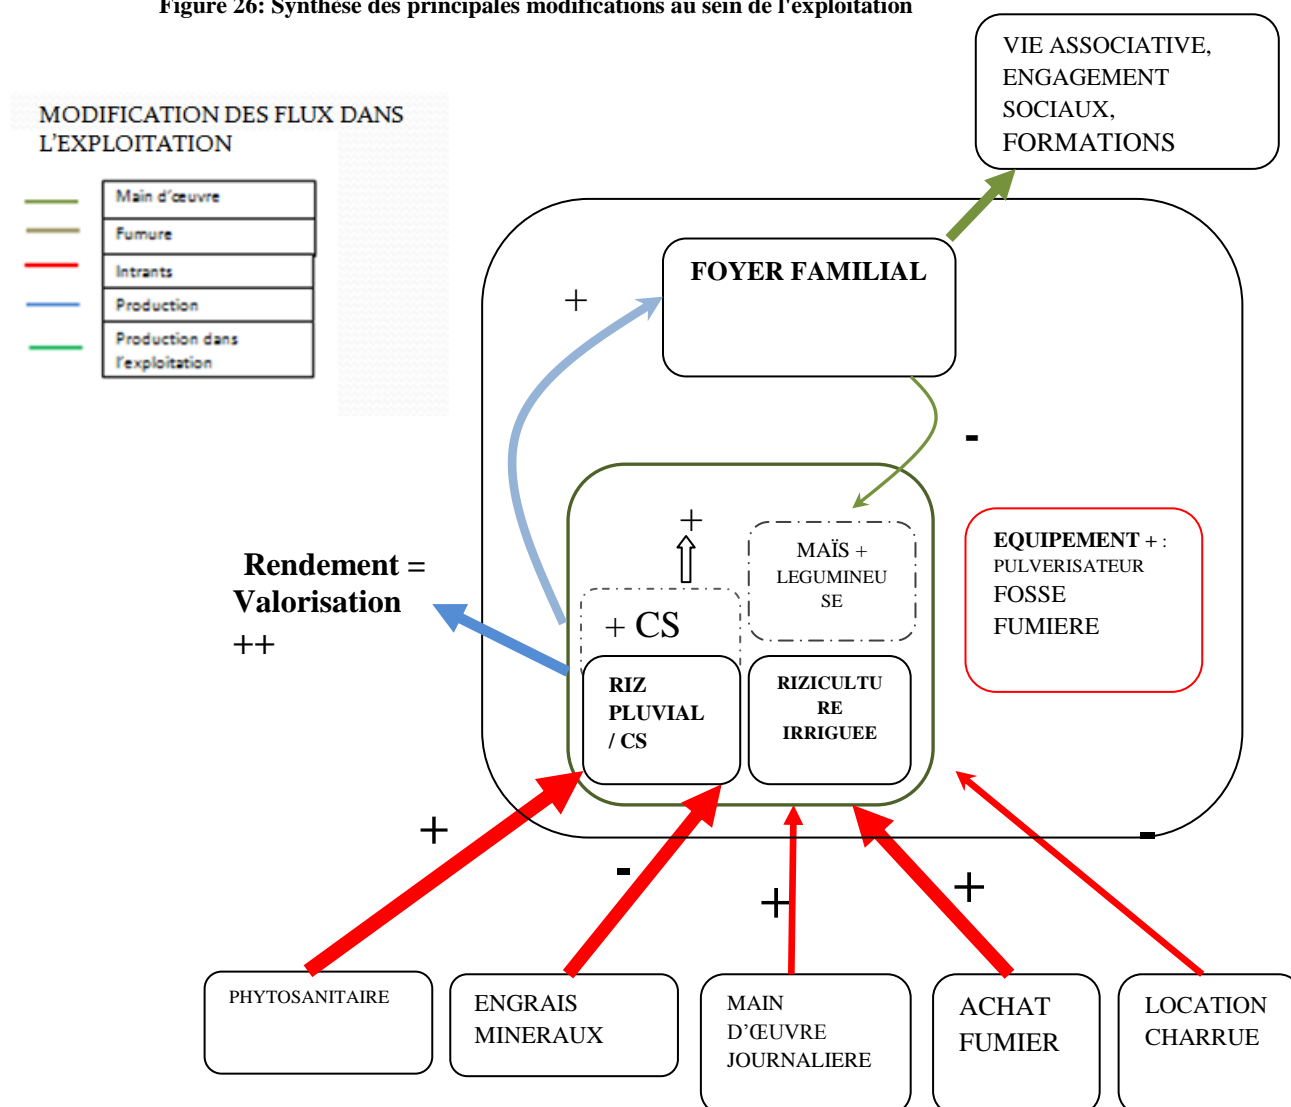 Figure 26: Synthèse des principales modifications au sein de l'exploitation
VIE ASSOCIATIVE,
ENGAGEMENT
SOCIAUX,
FORMATIONS
MODIFICATION DES FLUX DANS
L'EXPLOITATION
Main d'œuvre
Fumure
Intrants
Production
Production dans
l'exploitation
FOYER FAMILIAL
+
-
+
MAÏS +
LEGUMINEU
SE
EQUIPEMENT + :
PULVERISATEUR
FOSSE
FUMIERE
Rendement =
Valorisation
++
+ CS
RIZ
PLUVIAL
/ CS
RIZICULTU
RE
IRRIGUEE
+
-
+
+
-
PHYTOSANITAIRE
ENGRAIS
MINERAUX
MAIN
D'ŒUVRE
JOURNALIERE
ACHAT
FUMIER
LOCATION
CHARRUE